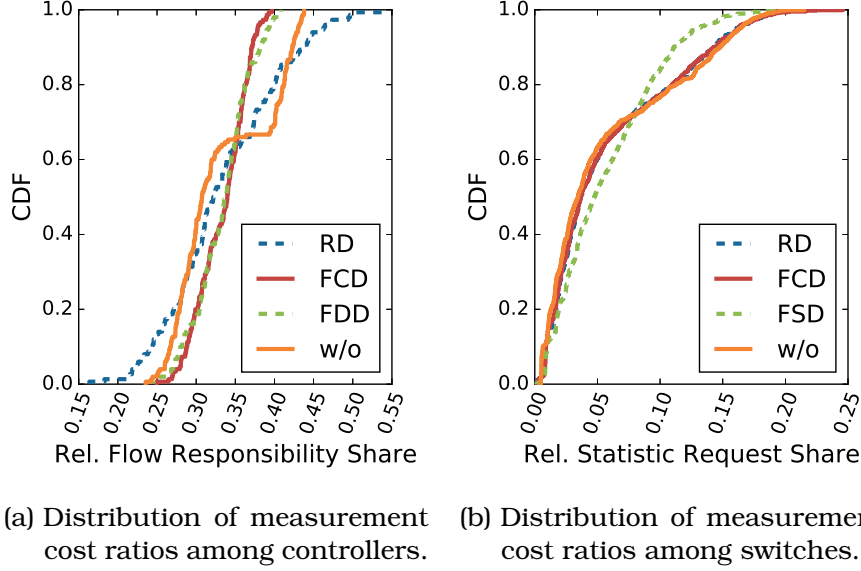 1.0
0.8
0.6
0.4
0.2
0.0
CDF
0.15
0.20
0.25
0.30
0.35
0.40
0.45
0.50
0.55
Rel. Flow Responsibility Share
RD
FCD
FDD
w/o
(a) Distribution of measurement
cost ratios among controllers.
1.0
0.8
0.6
0.4
0.2
0.0
CDF
0.00
0.05
0.10
0.15
0.20
0.25
Rel. Statistic Request Share
RD
FCD
FSD
w/o
(b) Distribution of measuremen
cost ratios among switches.